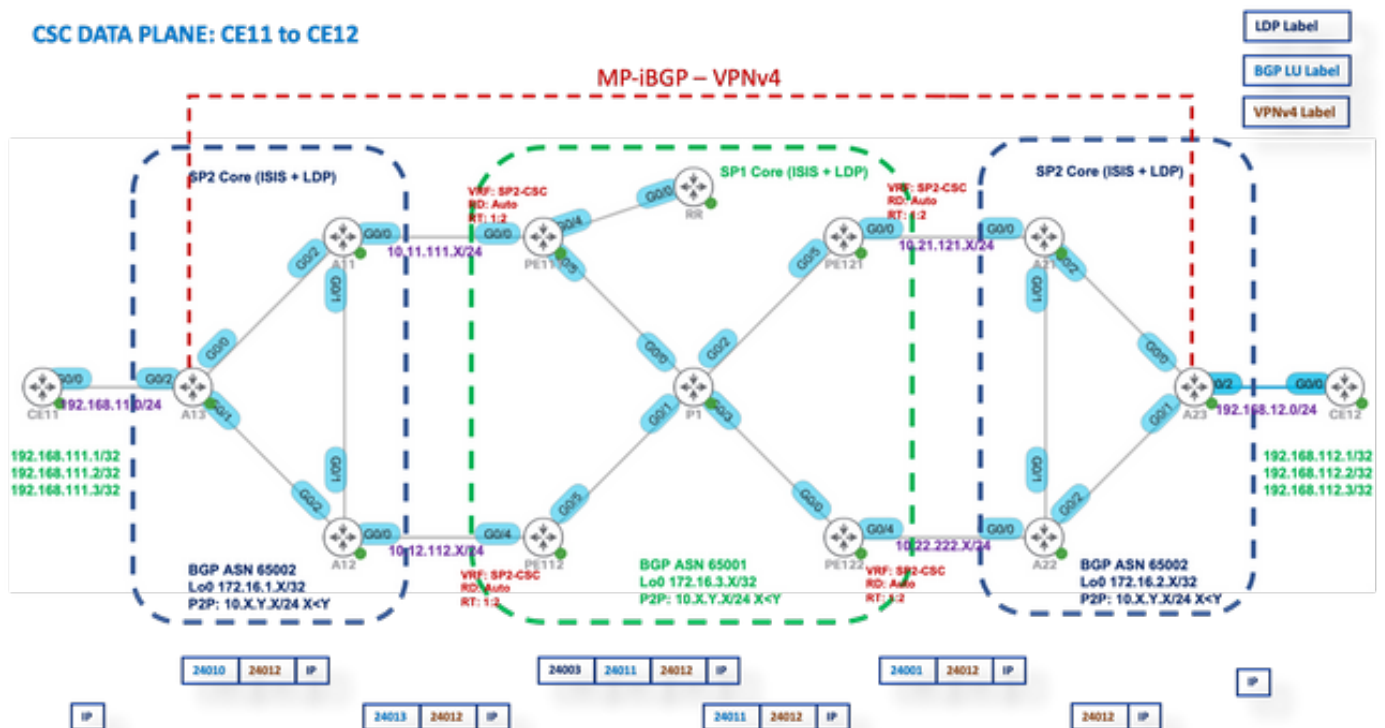 CSC DATA PLANE: CE11 to CE12
LDP Label
BGP LU Label
VPNv4 Label
MP-iBGP – VPNv4
SP2 Core (ISIS + LDP)
SP1 Core (ISIS + LDP)
SP2 Core (ISIS + LDP)
VRF: SP2-CSC
RD: Auto
RT: 1:2
VRF: SP2-CSC
RD: Auto
RT: 1:2
G0/0
RR
G0/0
A11
G0/2
G0/1
10.11.111.X/24
G0/0
G0/4
G0/5
G0/0
PE121
G0/5
10.21.121.X/24
G0/0
G0/2
G0/1
G0/0
G0/0
G0/2
G0/0
G0/0
CE11
192.168.11.0/24
G0/2
A13
G0/1
P1
G0/1
G0/3
A23
G0/1
192.168.12.0/24
G0/0
CE12
192.168.111.1/32
192.168.111.2/32
192.168.111.3/32
192.168.112.1/32
192.168.112.2/32
192.168.112.3/32
G0/1
G0/2
G0/0
A12
10.12.112.X/24
G0/4
PE112
G0/5
G0/0
PE122
G0/4
10.22.222.X/24
G0/0
A22
G0/1
G0/2
BGP ASN 65002
Lo0 172.16.1.X/32
P2P: 10.X.Y.X/24 X<Y
VRF: SP2-CSC
RD: Auto
RT: 1:2
BGP ASN 65001
Lo0 172.16.3.X/32
P2P: 10.X.Y.X/24 X<Y
VRF: SP2-CSC
RD: Auto
RT: 1:2
BGP ASN 65002
Lo0 172.16.2.X/32
P2P: 10.X.Y.X/24 X<Y
24010 24012 IP
24003 24011 24012 IP
24001 24012 IP
IP
IP
24013 24012 IP
24011 24012 IP
24012 IP